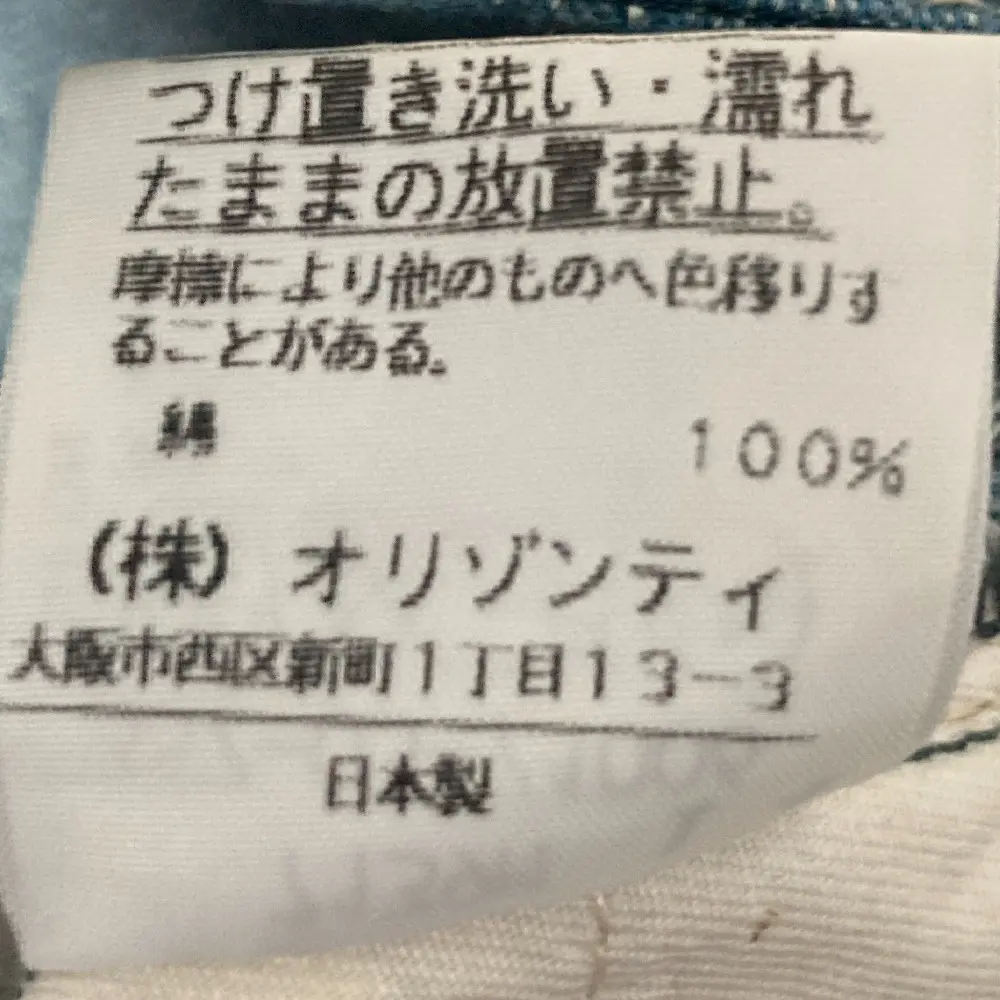 つけ置き洗い・濡れ
たままの放置禁止。
摩擦により他のものへ色移りす
ることがある。
綿 100%
(株) オリゾンティ
大阪市西区新町1丁目13-3
日本製